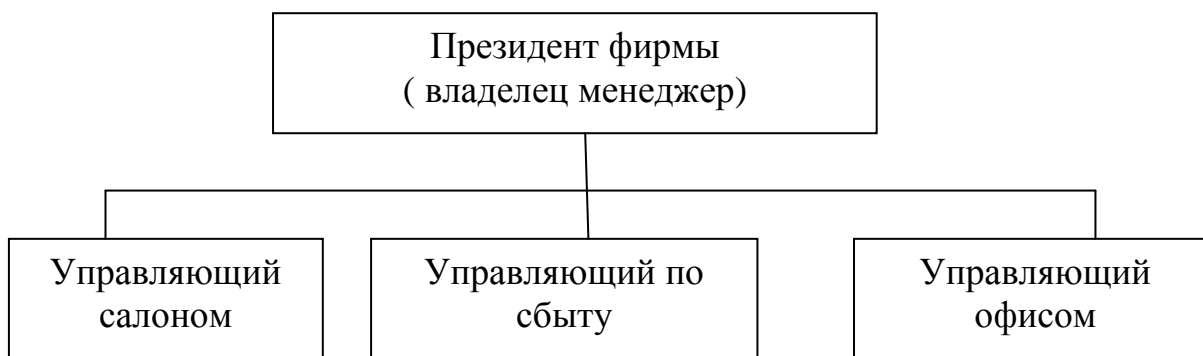 Президент фирмы
( владелец менеджер)
Управляющий
салоном
Управляющий по
сбыту
Управляющий
офисом